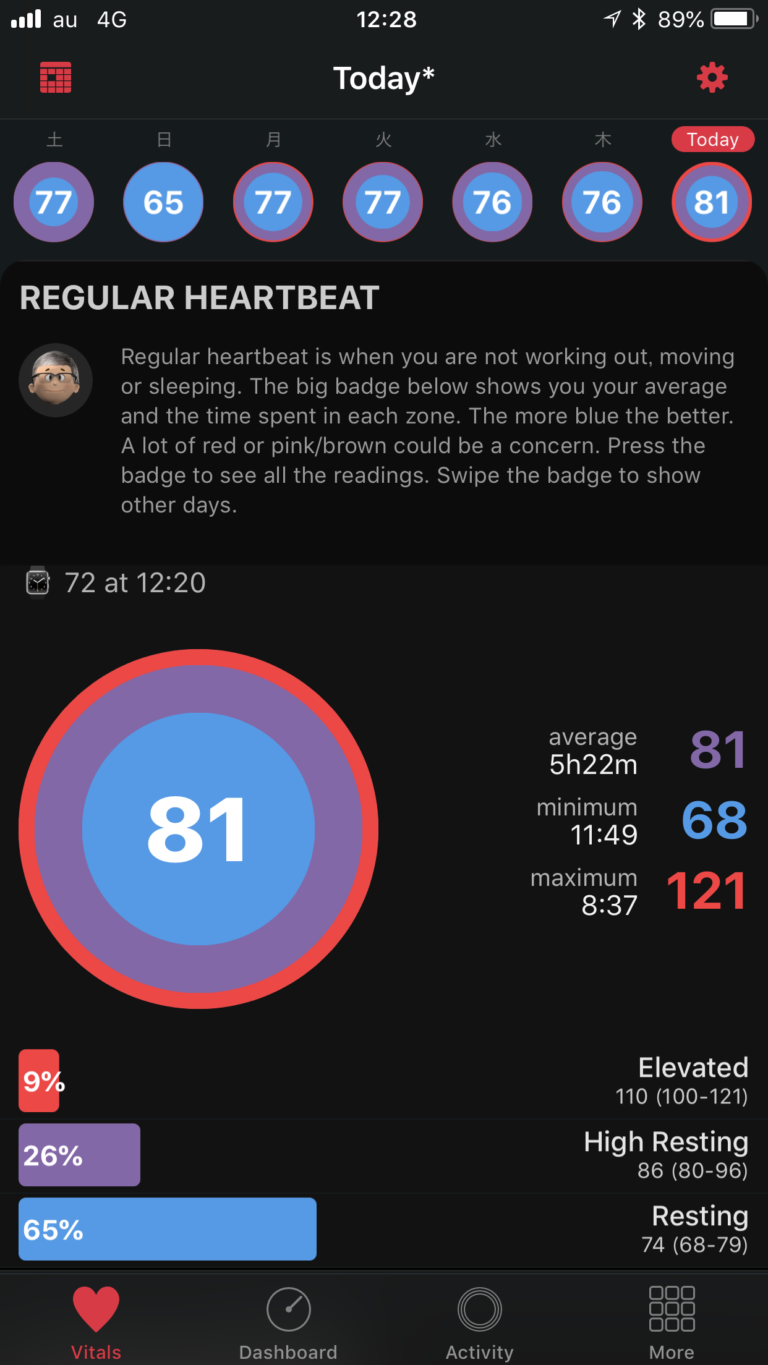 au 4G 12:28 89%
Today*
土 日 月 火 水 木 Today
77 65 77 77 76 76 81
REGULAR HEARTBEAT
Regular heartbeat is when you are not working out, moving
or sleeping. The big badge below shows you your average
and the time spent in each zone. The more blue the better.
A lot of red or pink/brown could be a concern. Press the
badge to see all the readings. Swipe the badge to show
other days.
72 at 12:20
81
average
5h22m
81
minimum
11:49
68
maximum
8:37
121
9%
Elevated
110 (100-121)
26%
High Resting
86 (80-96)
65%
Resting
74 (68-79)
Vitals Dashboard Activity More